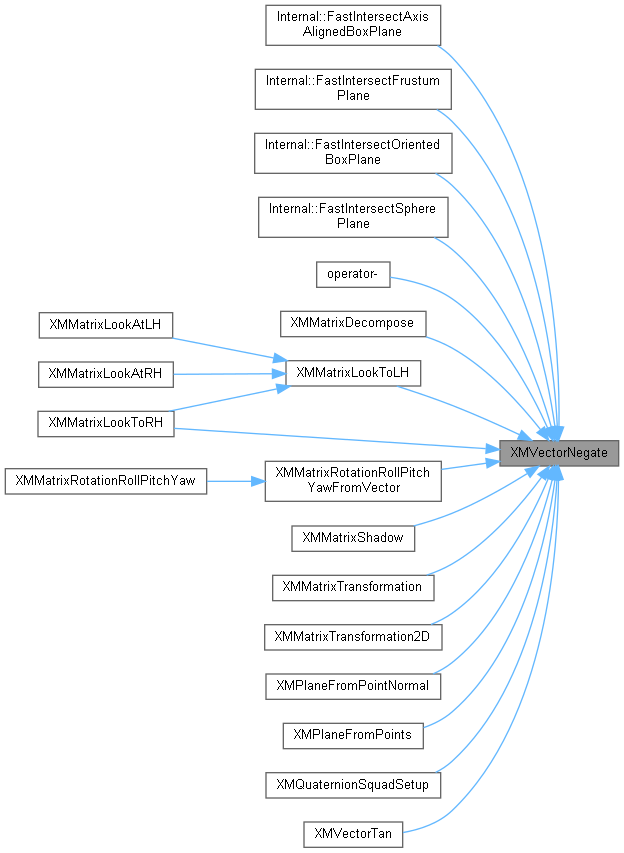 Internal::FastIntersectAxis
AlignedBoxPlane
Internal::FastIntersectFrustum
Plane
Internal::FastIntersectOriented
BoxPlane
Internal::FastIntersectSphere
Plane
operator-
XMMatrixDecompose
XMMatrixLookAtLH
XMMatrixLookAtRH
XMMatrixLookToLH
XMMatrixLookToRH
XMVectorNegate
XMMatrixRotationRollPitchYaw
XMMatrixRotationRollPitch
YawFromVector
XMMatrixShadow
XMMatrixTransformation
XMMatrixTransformation2D
XMPlaneFromPointNormal
XMPlaneFromPoints
XMQuaternionSquadSetup
XMVectorTan